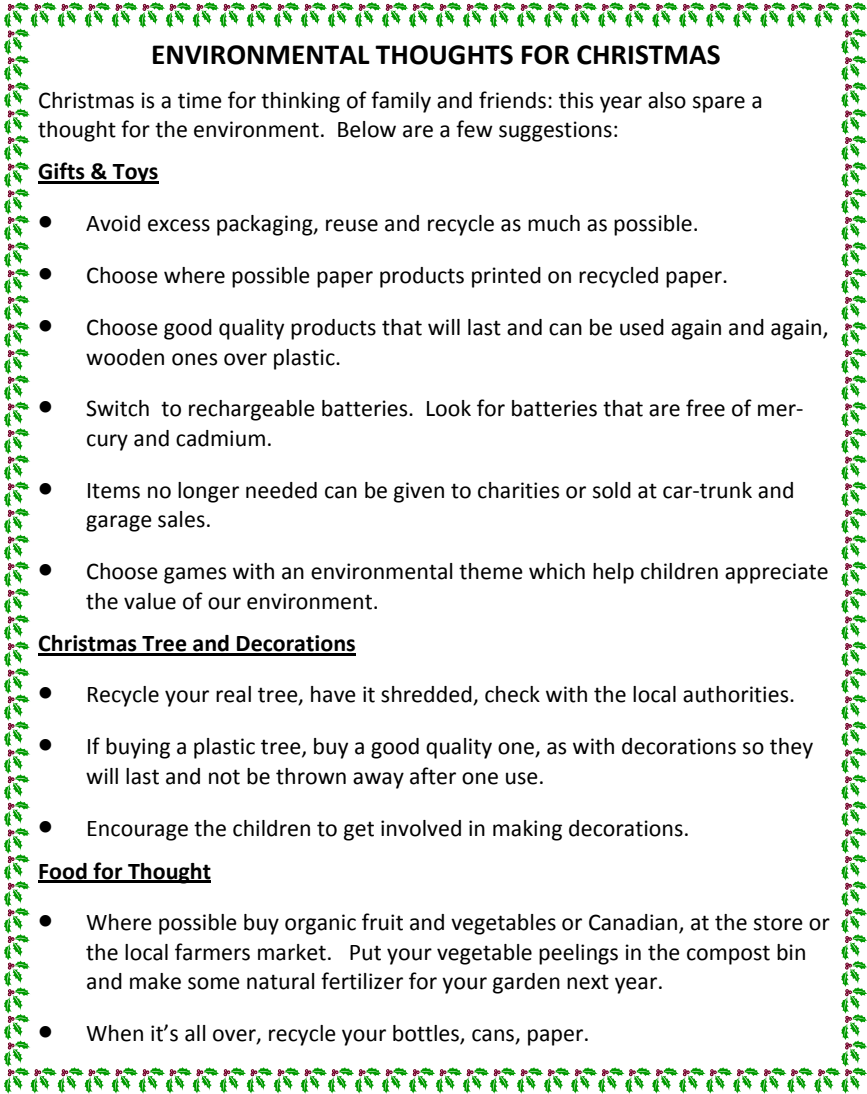 ENVIRONMENTAL THOUGHTS FOR CHRISTMAS
Christmas is a time for thinking of family and friends: this year also spare a
thought for the environment.  Below are a few suggestions:
Gifts & Toys
● Avoid excess packaging, reuse and recycle as much as possible.
● Choose where possible paper products printed on recycled paper.
● Choose good quality products that will last and can be used again and again,
wooden ones over plastic.
● Switch  to rechargeable batteries.  Look for batteries that are free of mer-
cury and cadmium.
● Items no longer needed can be given to charities or sold at car-trunk and
garage sales.
● Choose games with an environmental theme which help children appreciate
the value of our environment.
Christmas Tree and Decorations
● Recycle your real tree, have it shredded, check with the local authorities.
● If buying a plastic tree, buy a good quality one, as with decorations so they
will last and not be thrown away after one use.
● Encourage the children to get involved in making decorations.
Food for Thought
● Where possible buy organic fruit and vegetables or Canadian, at the store or
the local farmers market.   Put your vegetable peelings in the compost bin
and make some natural fertilizer for your garden next year.
● When it’s all over, recycle your bottles, cans, paper.